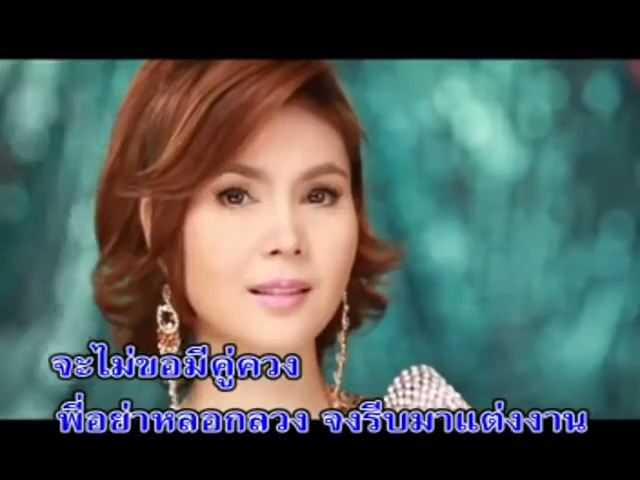 จะไม่ขอมีคู่ควง
พี่อย่าหลอกลวง จงรีบมาแต่งงาน